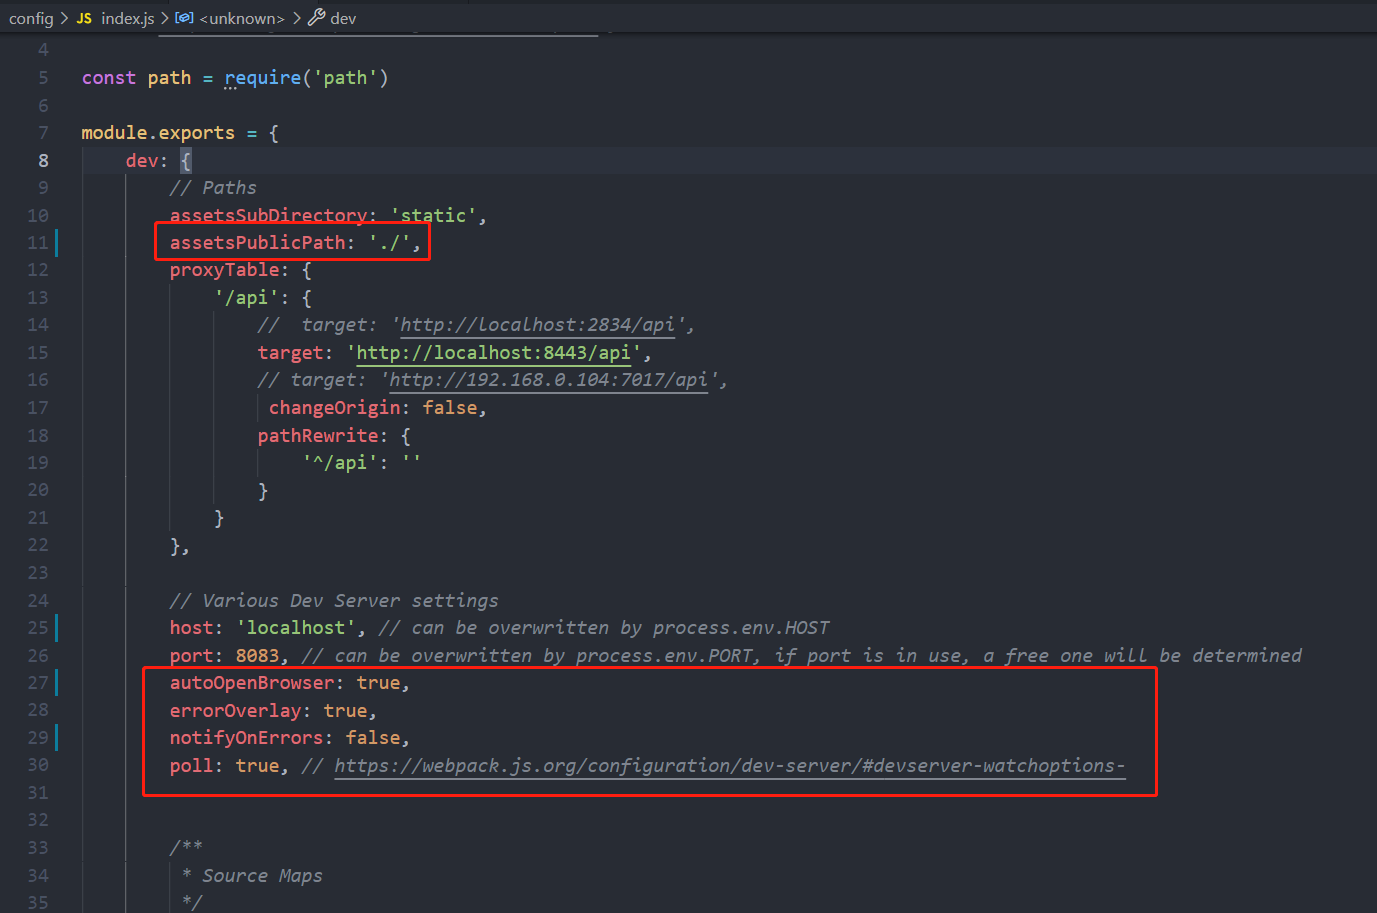 config > JS index.js > <unknown> > dev
4
5 const path = require('path')
6
7 module.exports = {
8 dev: {
9 // Paths
10 assetsSubDirectory: 'static',
11 assetsPublicPath: './',
12 proxyTable: {
13 '/api': {
14 //  target: 'http://localhost:2834/api',
15 target: 'http://localhost:8443/api',
16 // target: 'http://192.168.0.104:7017/api',
17 changeOrigin: false,
18 pathRewrite: {
19 '^/api': ''
20 }
21 }
22 },
23
24 // Various Dev Server settings
25 host: 'localhost', // can be overwritten by process.env.HOST
26 port: 8083, // can be overwritten by process.env.PORT, if port is in use, a free one will be determined
27 autoOpenBrowser: true,
28 errorOverlay: true,
29 notifyOnErrors: false,
30 poll: true, // https://webpack.js.org/configuration/dev-server/#devserver-watchoptions-
31
32
33 /**
34 * Source Maps
35 */